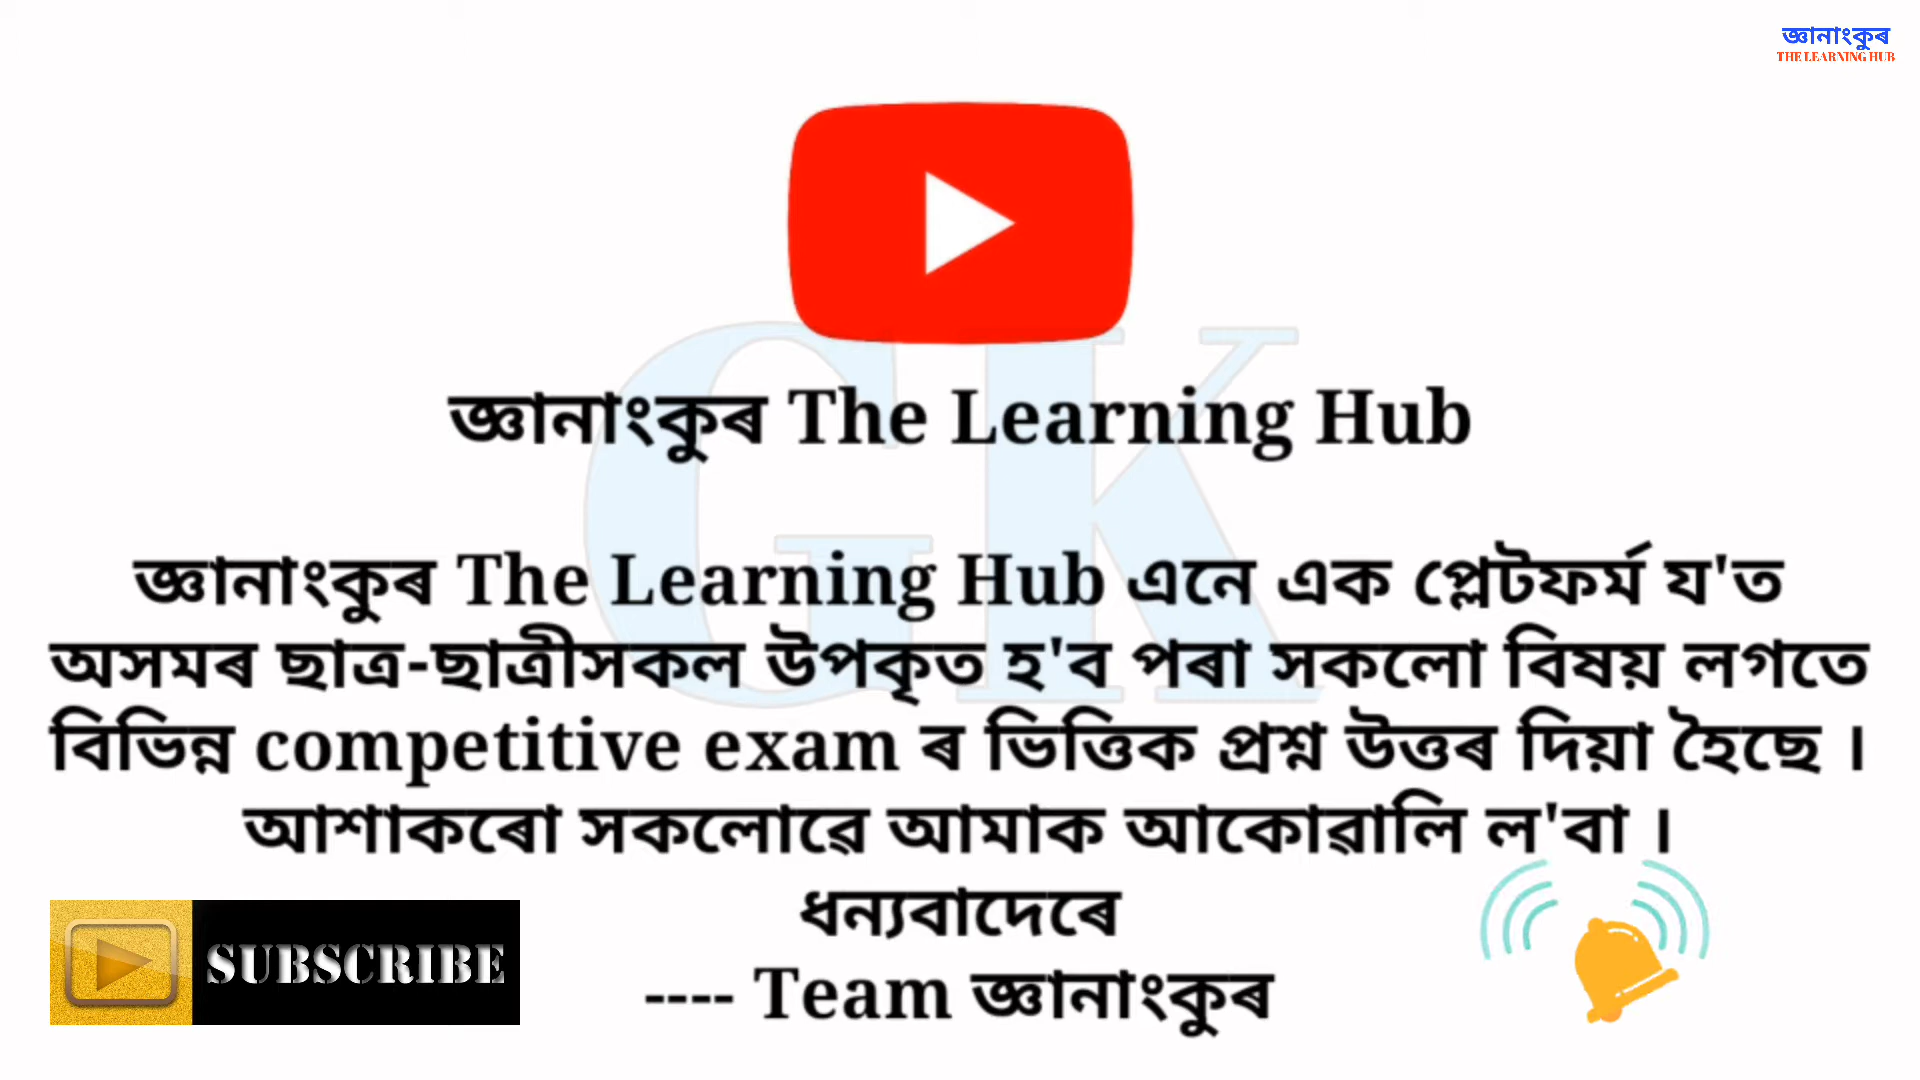 জ্ঞানাংকুৰ
THE LEARNING HUB
GK
জ্ঞানাংকুৰ The Learning Hub
জ্ঞানাংকুৰ The Learning Hub এনে এক প্লেটফৰ্ম য'ত
অসমৰ ছাত্ৰ-ছাত্ৰীসকল উপকৃত হ'ব পৰা সকলো বিষয় লগতে
বিভিন্ন competitive exam ৰ ভিত্তিক প্ৰশ্ন উত্তৰ দিয়া হৈছে ।
আশাকৰো সকলোৱে আমাক আকোৱালি ল'বা ।
ধন্যবাদেৰে
---- Team জ্ঞানাংকুৰ
SUBSCRIBE